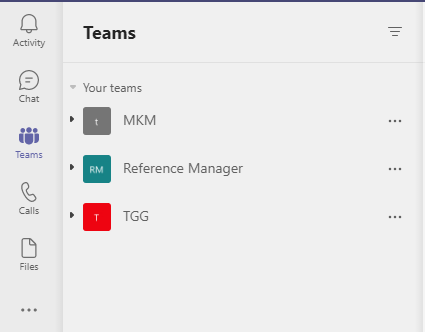 Activity
Chat
Teams
Calls
Files
Teams
Your teams
t MKM
RM Reference Manager
T TGG